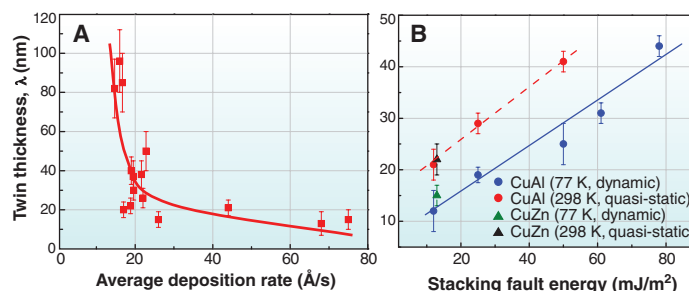 A
Twin thickness, λ (nm)
120
100
80
60
40
20
0
0 20 40 60 80
Average deposition rate (Å/s)
B
50
40
30
20
10
0 20 40 60 80
CuAl (77 K, dynamic)
CuAl (298 K, quasi-static)
CuZn (77 K, dynamic)
CuZn (298 K, quasi-static)
Stacking fault energy (mJ/m²)